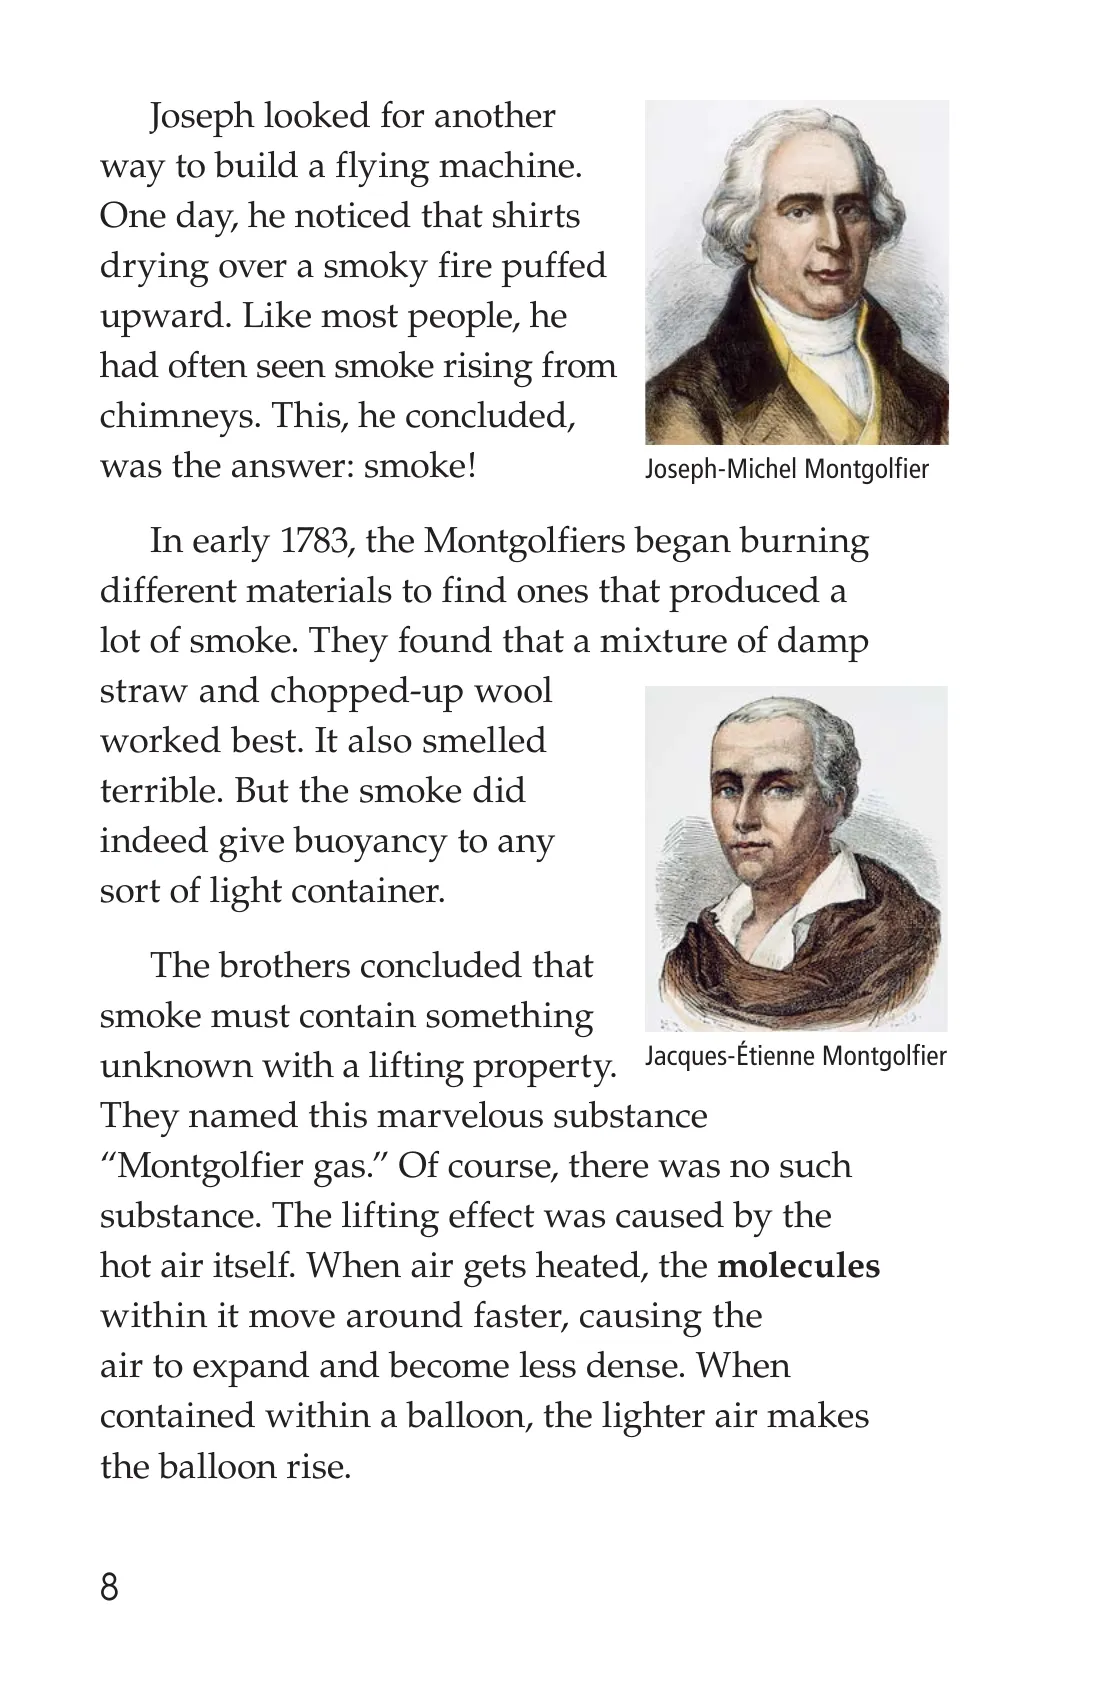 Joseph looked for another
way to build a flying machine.
One day, he noticed that shirts
drying over a smoky fire puffed
upward. Like most people, he
had often seen smoke rising from
chimneys. This, he concluded,
was the answer: smoke!
Joseph-Michel Montgolfier
In early 1783, the Montgolfiers began burning
different materials to find ones that produced a
lot of smoke. They found that a mixture of damp
straw and chopped-up wool
worked best. It also smelled
terrible. But the smoke did
indeed give buoyancy to any
sort of light container.
The brothers concluded that
smoke must contain something
unknown with a lifting property.
Jacques-Étienne Montgolfier
They named this marvelous substance
“Montgolfier gas.” Of course, there was no such
substance. The lifting effect was caused by the
hot air itself. When air gets heated, the molecules
within it move around faster, causing the
air to expand and become less dense. When
contained within a balloon, the lighter air makes
the balloon rise.
8